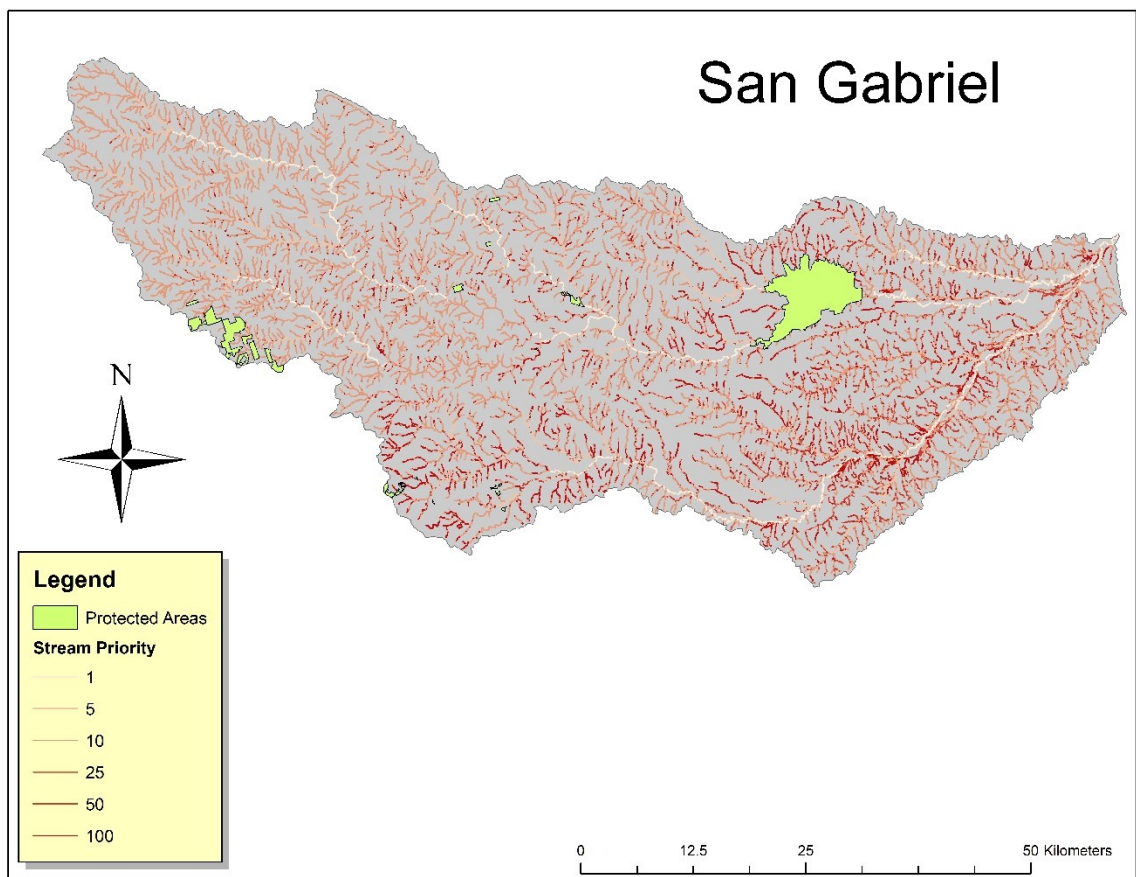 San Gabriel
N
Legend
Protected Areas
Stream Priority
1
5
10
25
50
100
0 12.5 25 50 Kilometers